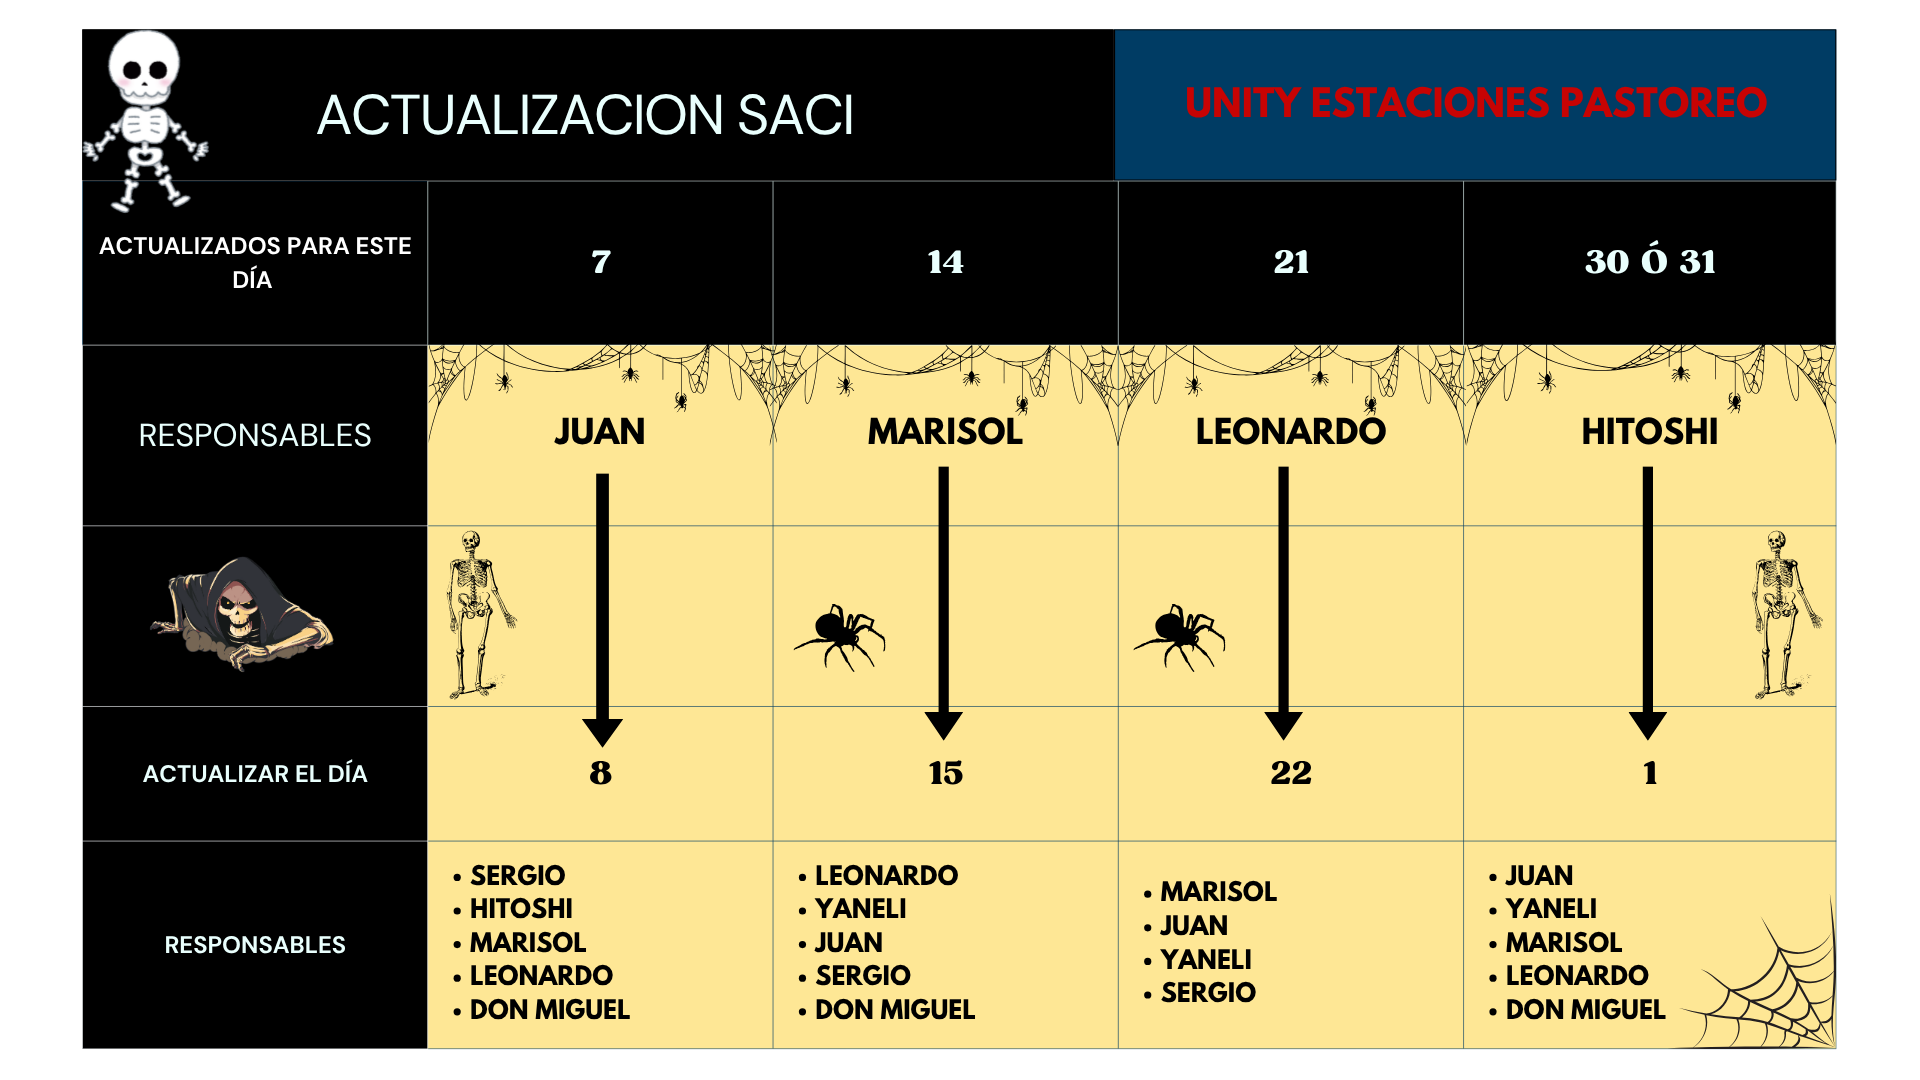 ACTUALIZACION SACI
UNITY ESTACIONES PASTOREO
ACTUALIZADOS PARA ESTE
DÍA
7
14
21
30 Ó 31
RESPONSABLES
JUAN
MARISOL
LEONARDO
HITOSHI
ACTUALIZAR EL DÍA
8
15
22
1
RESPONSABLES
• SERGIO
• HITOSHI
• MARISOL
• LEONARDO
• DON MIGUEL
• LEONARDO
• YANELI
• JUAN
• SERGIO
• DON MIGUEL
• MARISOL
• JUAN
• YANELI
• SERGIO
• JUAN
• YANELI
• MARISOL
• LEONARDO
• DON MIGUEL